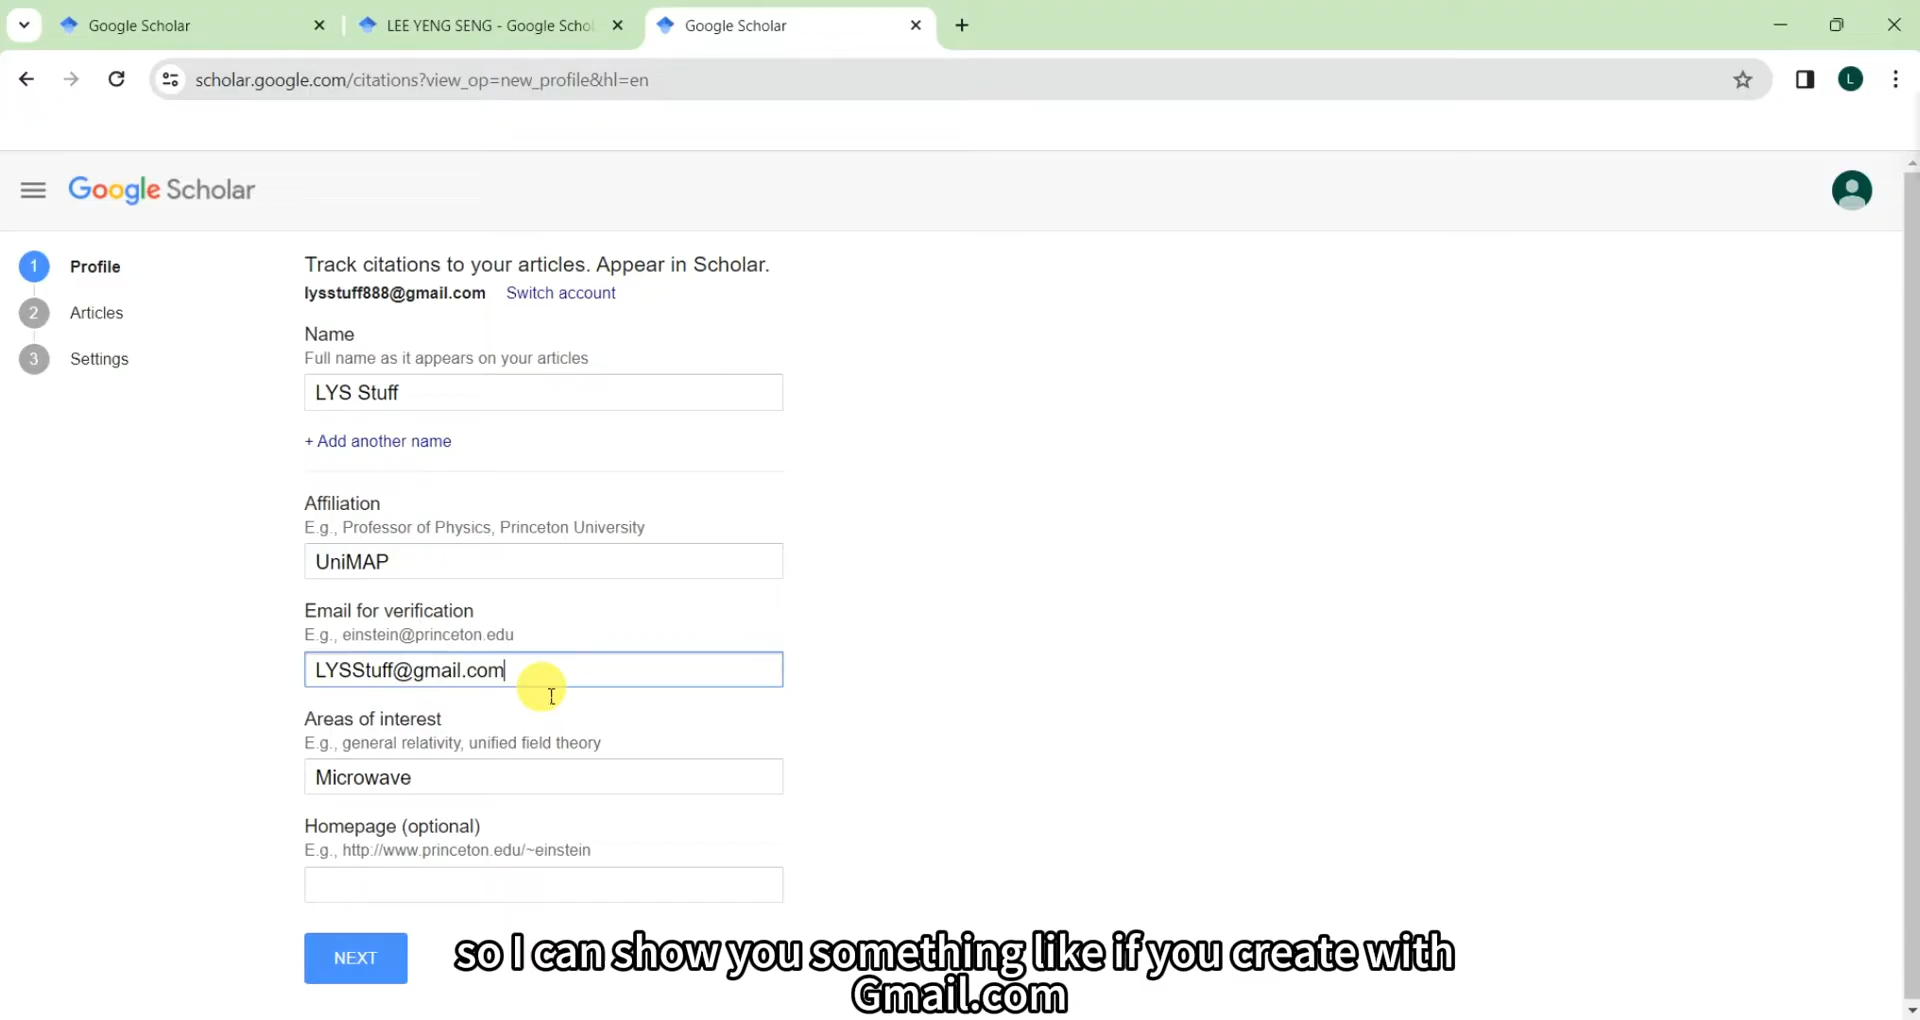 Google Scholar
LEE YENG SENG - Google Scho
Google Scholar
scholar.google.com/citations?view_op=new_profile&hl=en
L
Google Scholar
1 Profile
2 Articles
3 Settings
Track citations to your articles. Appear in Scholar.
lysstuff888@gmail.com Switch account
Name
Full name as it appears on your articles
LYS Stuff
+ Add another name
Affiliation
E.g., Professor of Physics, Princeton University
UniMAP
Email for verification
E.g., einstein@princeton.edu
LYSStuff@gmail.com
Areas of interest
E.g., general relativity, unified field theory
Microwave
Homepage (optional)
E.g., http://www.princeton.edu/~einstein
NEXT
so I can show you something like if you create with
Gmail.com